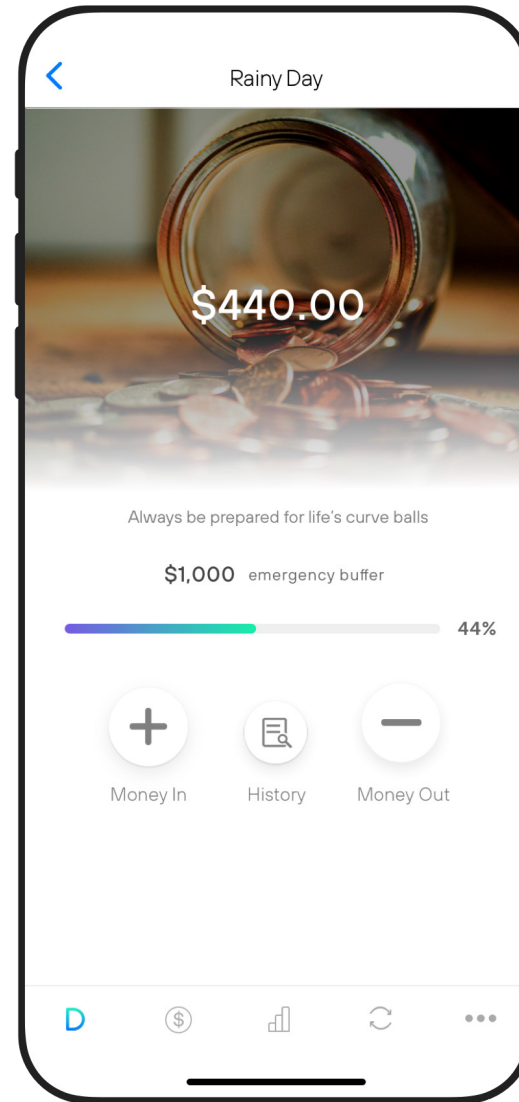 Rainy Day
$440.00
Always be prepared for life's curve balls
$1,000 emergency buffer
44%
Money In History Money Out
D